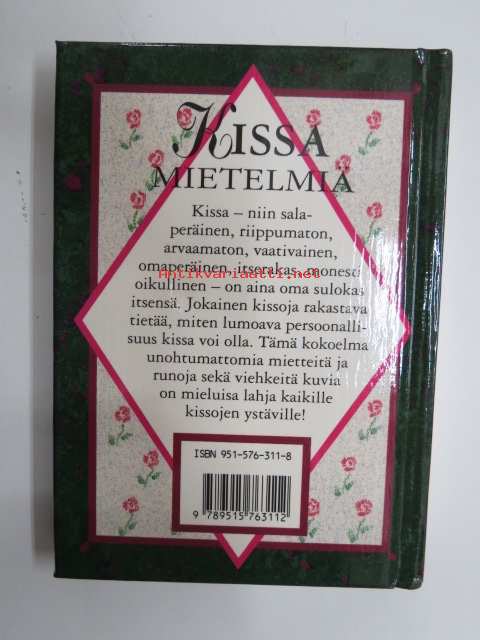 KISSA
MIETELMIÄ
Kissa – niin sala-
peräinen, riippumaton,
arvaamaton, vaativainen,
omaperäinen, itserakas, monesti
Antikvariaatti.net
oikullinen – on aina oma suloka
itsensä. Jokainen kissoja rakastava
tietää, miten lumoava persoonalli-
suus kissa voi olla. Tämä kokoelma
unohtumattomia mietteitä ja
runoja sekä viehkeitä kuvia
on mieluisa lahja kaikille
kissojen ystäville!
ISBN 951-576-311-8
9 789515 763112